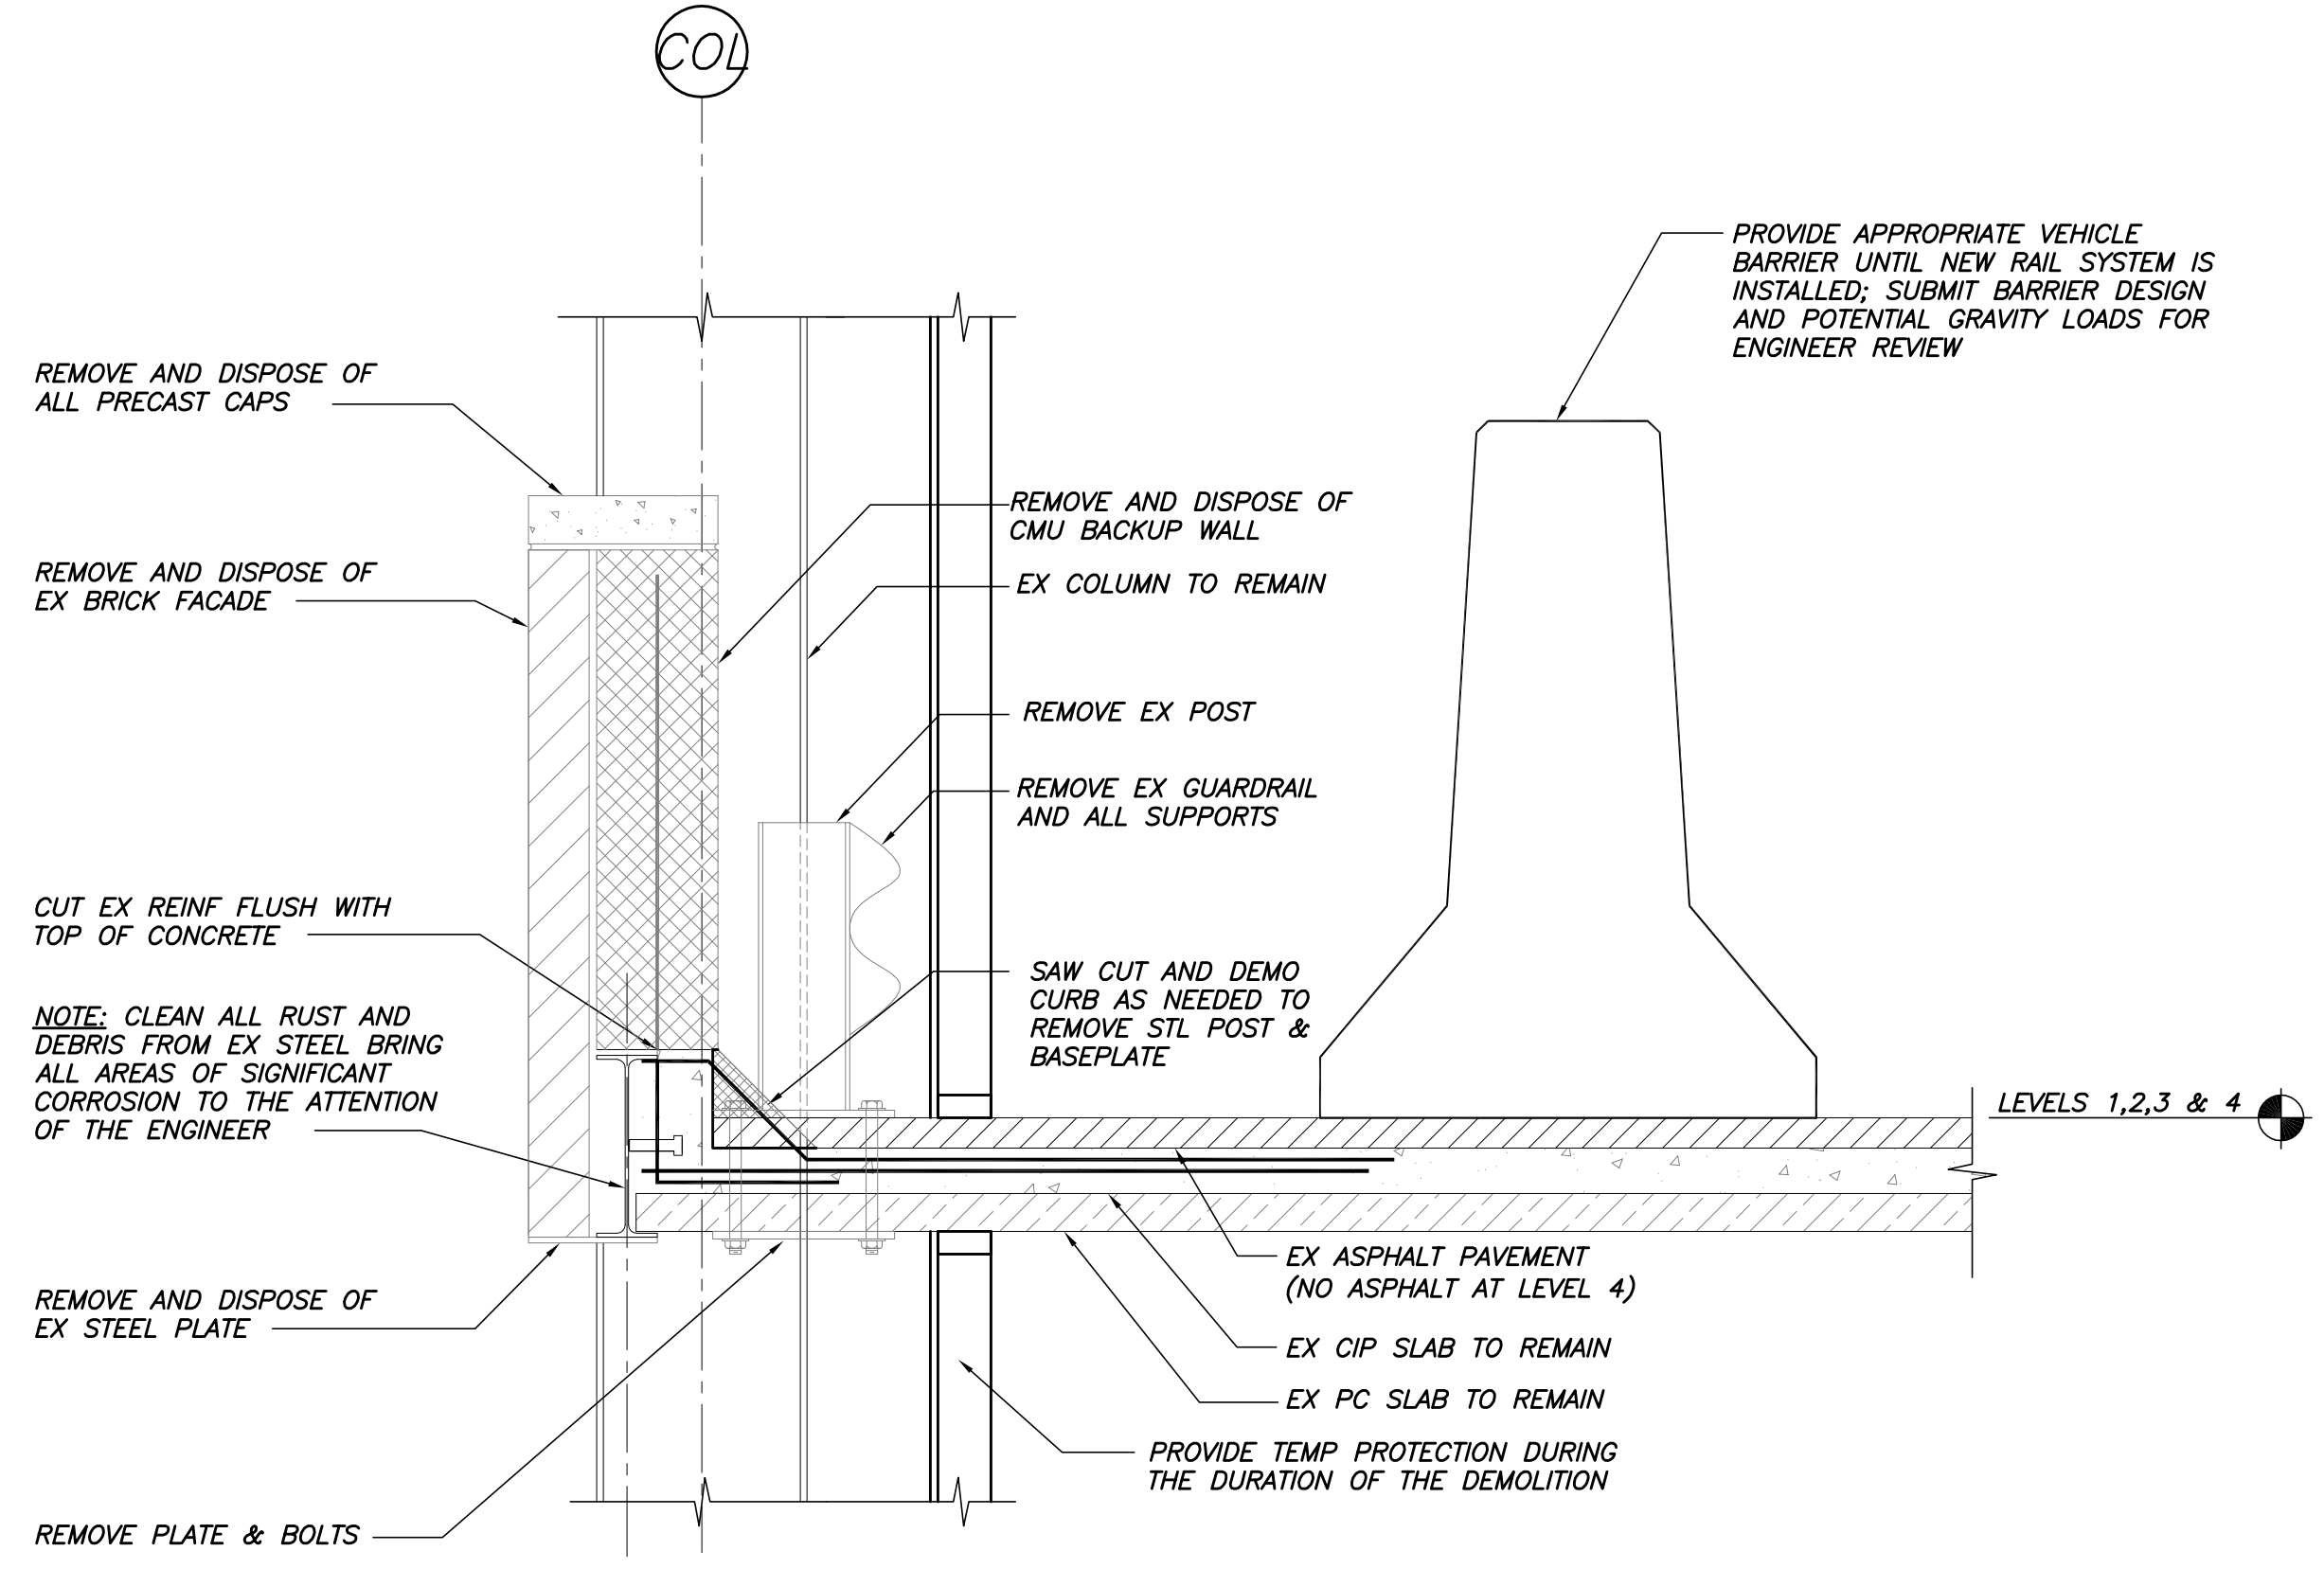 COL
PROVIDE APPROPRIATE VEHICLE
BARRIER UNTIL NEW RAIL SYSTEM IS
INSTALLED; SUBMIT BARRIER DESIGN
AND POTENTIAL GRAVITY LOADS FOR
ENGINEER REVIEW
REMOVE AND DISPOSE OF
ALL PRECAST CAPS
REMOVE AND DISPOSE OF
CMU BACKUP WALL
REMOVE AND DISPOSE OF
EX BRICK FACADE
EX COLUMN TO REMAIN
REMOVE EX POST
REMOVE EX GUARDRAIL
AND ALL SUPPORTS
CUT EX REINF FLUSH WITH
TOP OF CONCRETE
SAW CUT AND DEMO
CURB AS NEEDED TO
REMOVE STL POST &
BASEPLATE
NOTE: CLEAN ALL RUST AND
DEBRIS FROM EX STEEL BRING
ALL AREAS OF SIGNIFICANT
CORROSION TO THE ATTENTION
OF THE ENGINEER
LEVELS 1,2,3 & 4
EX ASPHALT PAVEMENT
(NO ASPHALT AT LEVEL 4)
REMOVE AND DISPOSE OF
EX STEEL PLATE
EX CIP SLAB TO REMAIN
EX PC SLAB TO REMAIN
PROVIDE TEMP PROTECTION DURING
THE DURATION OF THE DEMOLITION
REMOVE PLATE & BOLTS